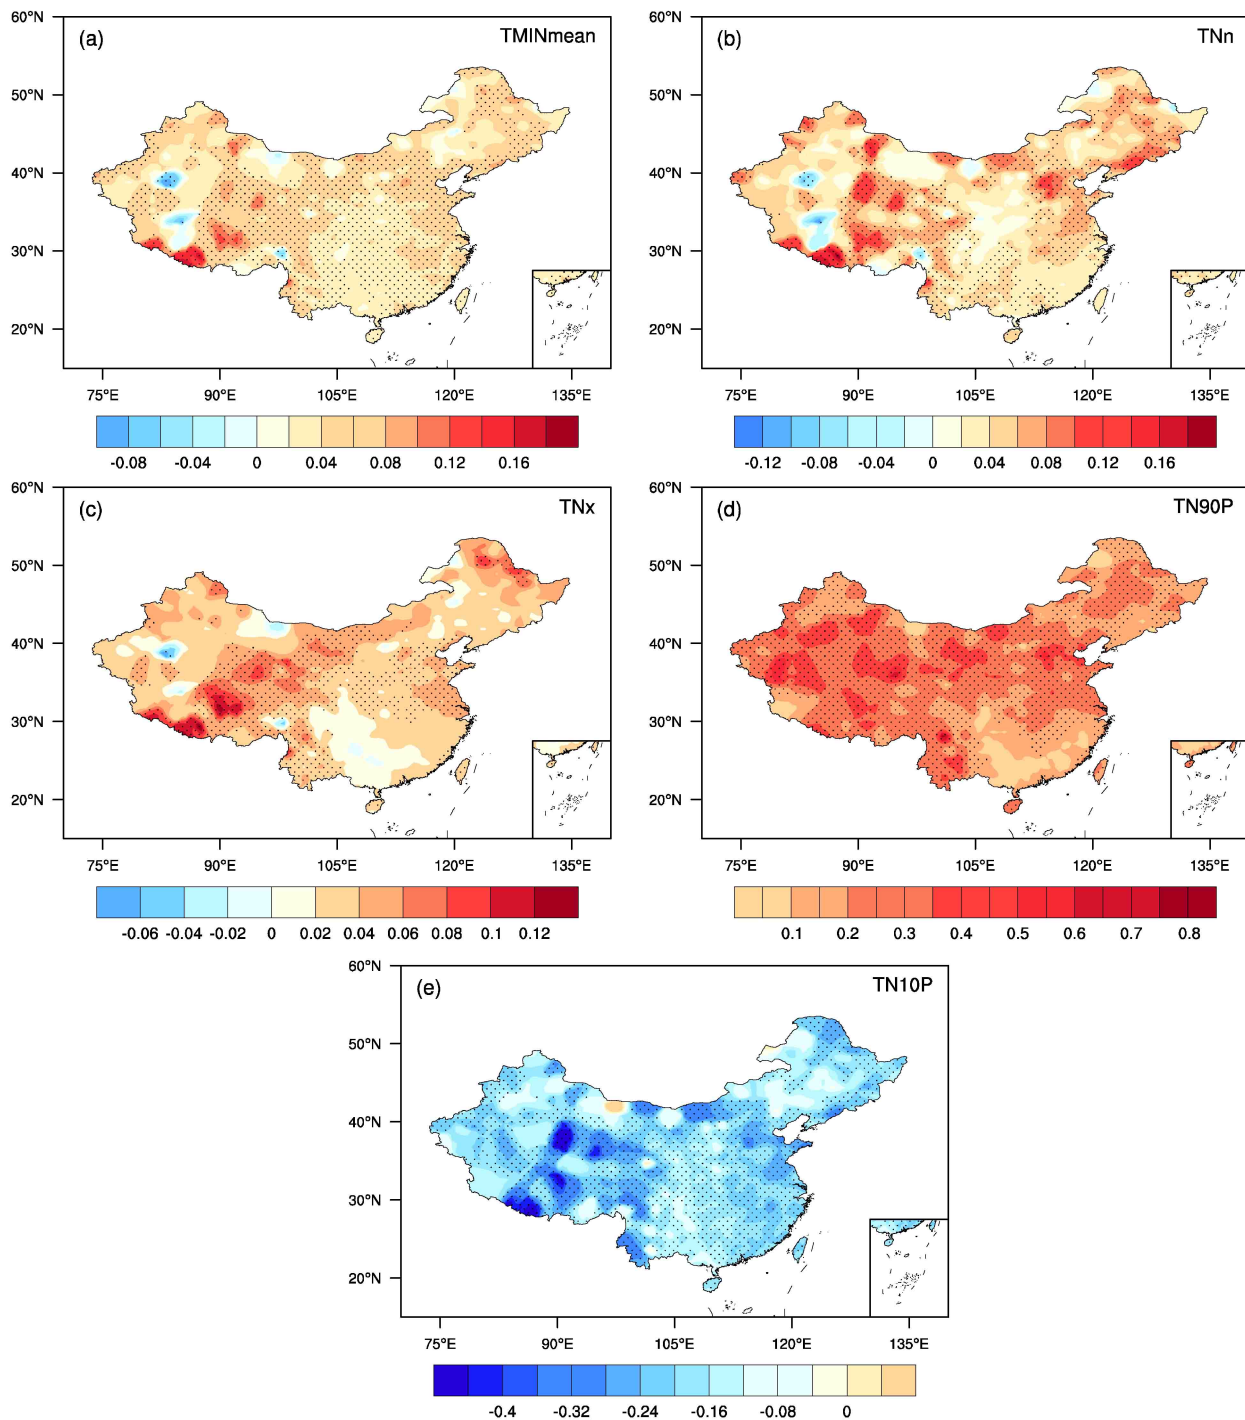 (a) TMINmean
60°N
50°N
40°N
30°N
20°N
75°E 90°E 105°E 120°E 135°E
-0.08 -0.04 0 0.04 0.08 0.12 0.16
(b) TNn
60°N
50°N
40°N
30°N
20°N
75°E 90°E 105°E 120°E 135°E
-0.12 -0.08 -0.04 0 0.04 0.08 0.12 0.16
(c) TNx
60°N
50°N
40°N
30°N
20°N
75°E 90°E 105°E 120°E 135°E
-0.06 -0.04 -0.02 0 0.02 0.04 0.06 0.08 0.1 0.12
(d) TN90P
60°N
50°N
40°N
30°N
20°N
75°E 90°E 105°E 120°E 135°E
0.1 0.2 0.3 0.4 0.5 0.6 0.7 0.8
(e) TN10P
60°N
50°N
40°N
30°N
20°N
75°E 90°E 105°E 120°E 135°E
-0.4 -0.32 -0.24 -0.16 -0.08 0